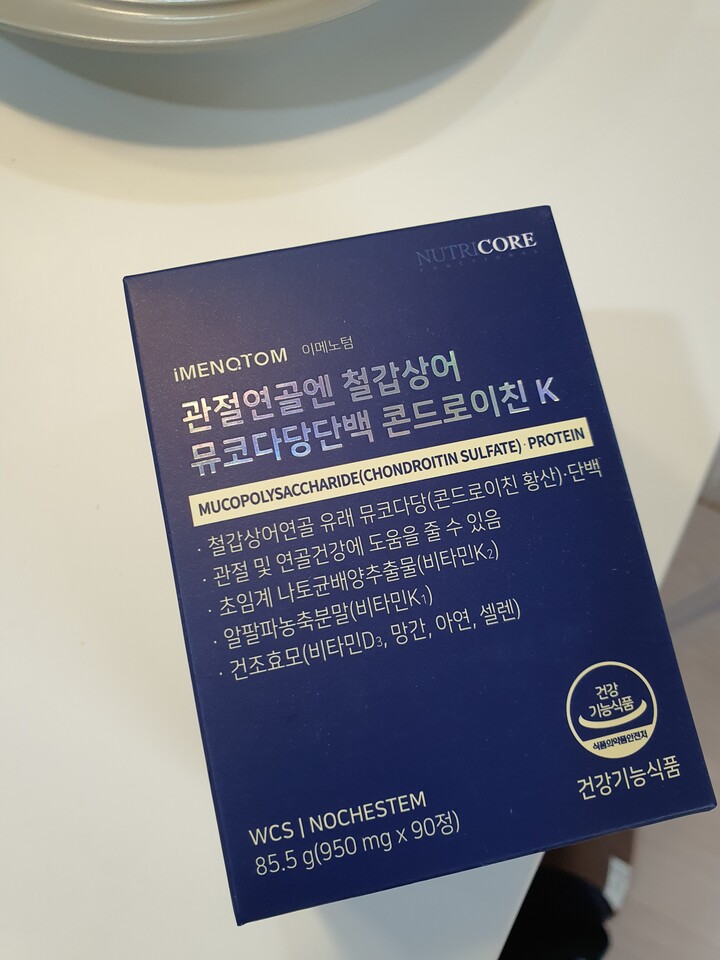 NUTRICORE
iMENOTOM 이메노텀
관절연골엔 철갑상어
뮤코다당단백 콘드로이친 K
MUCOPOLYSACCHARIDE(CHONDROITIN SULFATE)·PROTEIN
· 철갑상어연골 유래 뮤코다당(콘드로이친 황산)·단백
· 관절 및 연골건강에 도움을 줄 수 있음
· 초임계 나토균배양추출물(비타민K₂)
· 알팔파농축분말(비타민K₁)
· 건조효모(비타민D₃, 망간, 아연, 셀렌)
건강
기능식품
식품의약품안전처
건강기능식품
WCS | NOCHESTEM
85.5 g(950 mg x 90정)